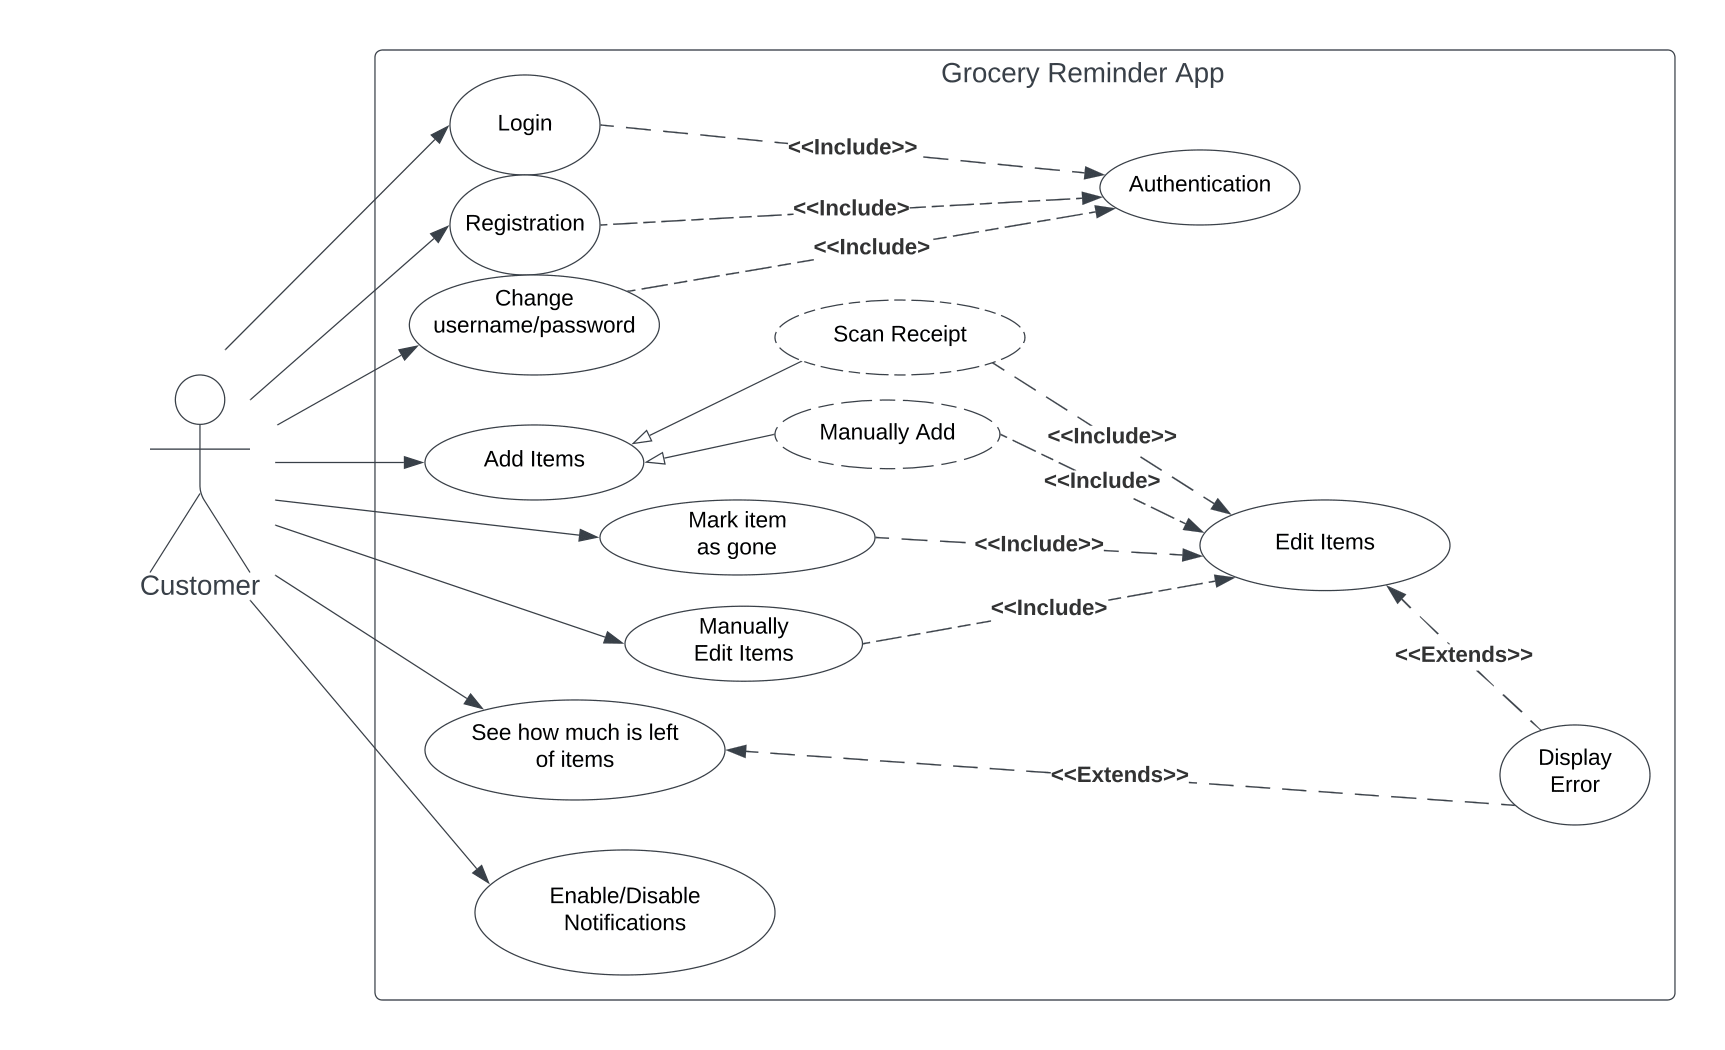 Grocery Reminder App
Login
<<Include>>
Authentication
Registration
<<Include>
<<Include>
Change
username/password
Scan Receipt
Manually Add
<<Include>>
Add Items
<<Include>
Mark item
as gone
<<Include>>
Edit Items
Customer
<<Include>
Manually
Edit Items
<<Extends>>
See how much is left
of items
<<Extends>>
Display
Error
Enable/Disable
Notifications